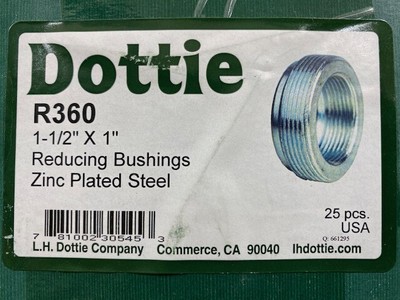 Dottie
R360
1-1/2" X 1"
Reducing Bushings
Zinc Plated Steel
25 pcs.
USA
Q: 661295
7 81002 30545 3
L.H. Dottie Company Commerce, CA 90040 lhdottie.com